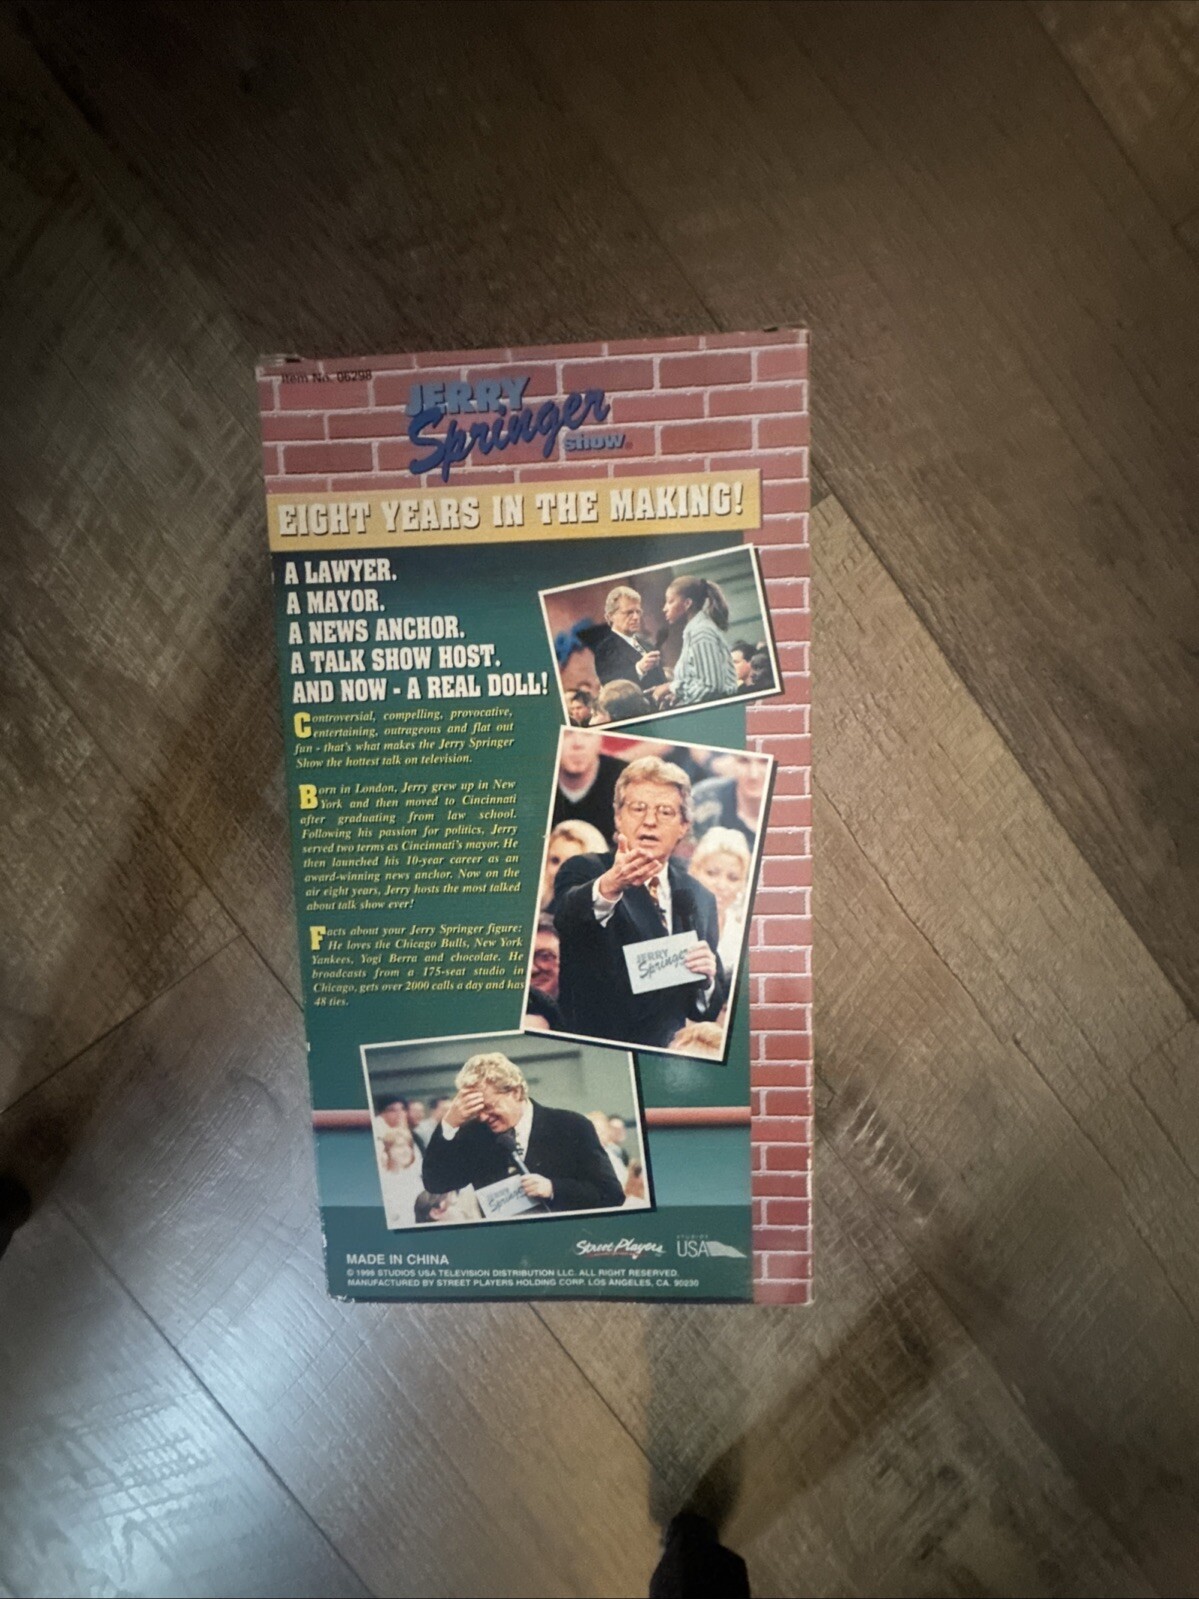 Item No. 06298
JERRY
Springer
Show
EIGHT YEARS IN THE MAKING!
A LAWYER.
A MAYOR.
A NEWS ANCHOR.
A TALK SHOW HOST.
AND NOW - A REAL DOLL!
Controversial, compelling, provocative,
entertaining, outrageous and flat out
fun - that's what makes the Jerry Springer
Show the hottest talk on television.
Born in London, Jerry grew up in New
York and then moved to Cincinnati
after graduating from law school.
Following his passion for politics, Jerry
served two terms as Cincinnati's mayor. He
then launched his 10-year career as an
award-winning news anchor. Now on the
air eight years, Jerry hosts the most talked
about talk show ever!
Facts about your Jerry Springer figure:
He loves the Chicago Bulls, New York
Yankees, Yogi Berra and chocolate. He
broadcasts from a 175-seat studio in
Chicago, gets over 2000 calls a day and has
48 ties.
JERRY
Springer
JERRY
Springer
Street Players
STUDIOS
USA
MADE IN CHINA
© 1998 STUDIOS USA TELEVISION DISTRIBUTION LLC. ALL RIGHT RESERVED.
MANUFACTURED BY STREET PLAYERS HOLDING CORP. LOS ANGELES, CA. 90230